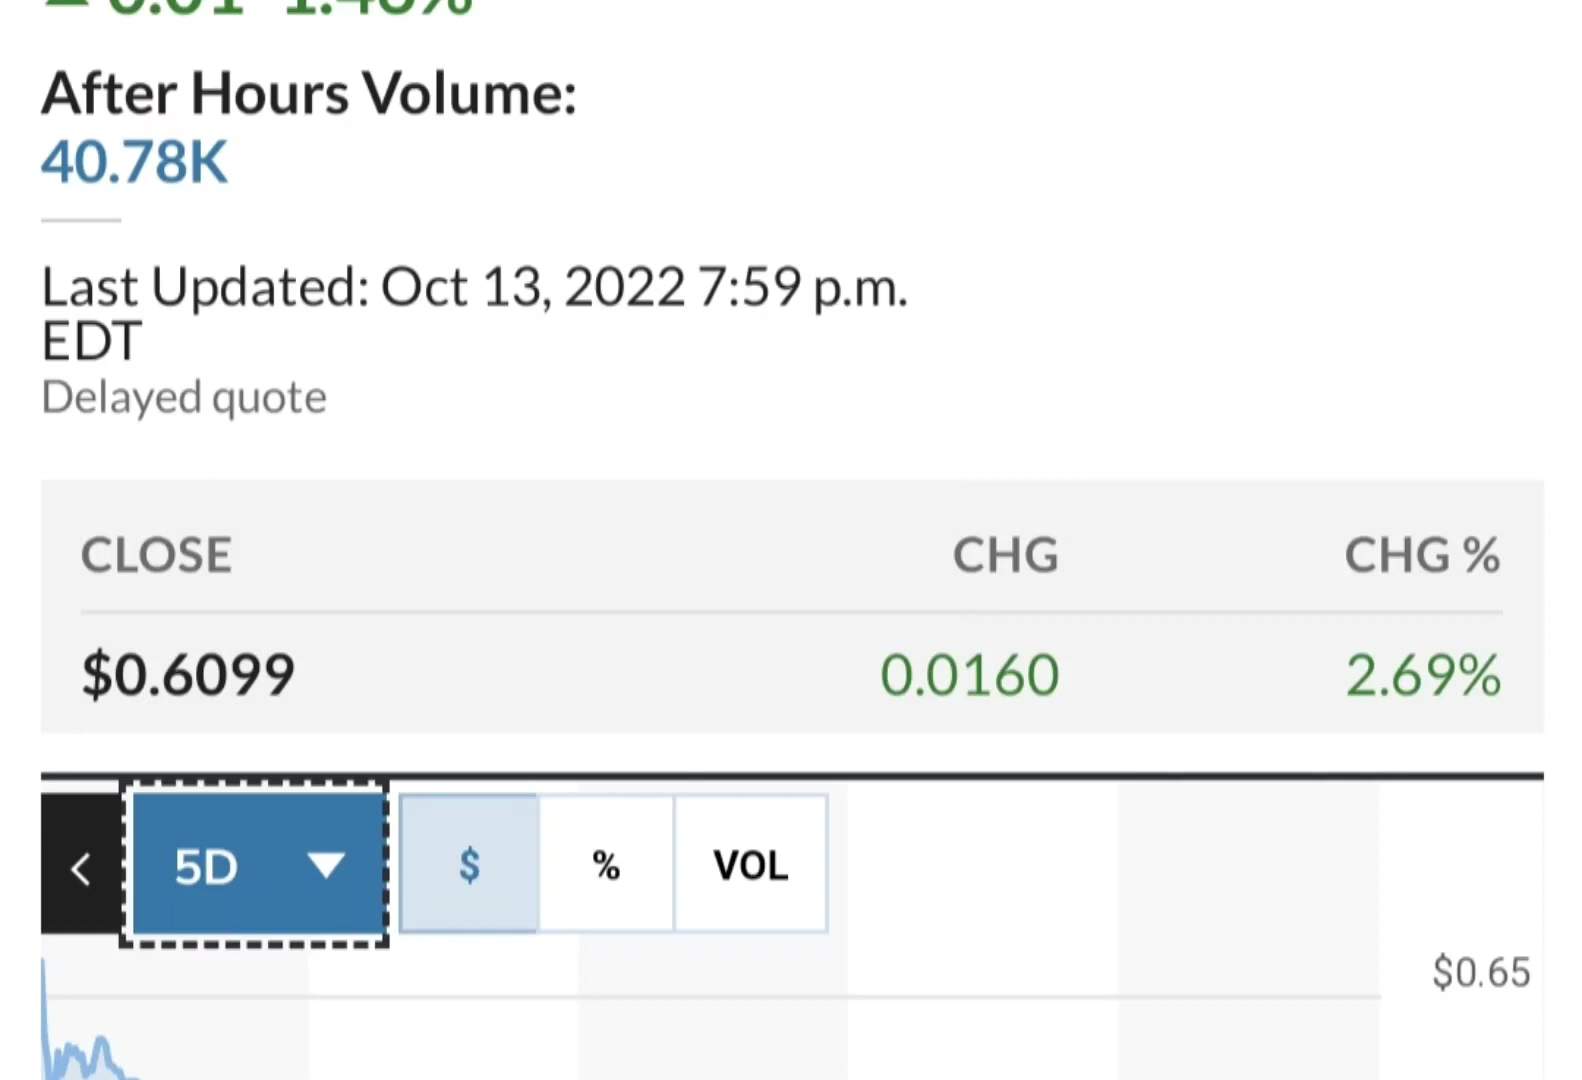 After Hours Volume:
40.78K
Last Updated: Oct 13, 2022 7:59 p.m.
EDT
Delayed quote
CLOSE CHG CHG %
$0.6099 0.0160 2.69%
5D $ % VOL
$0.65